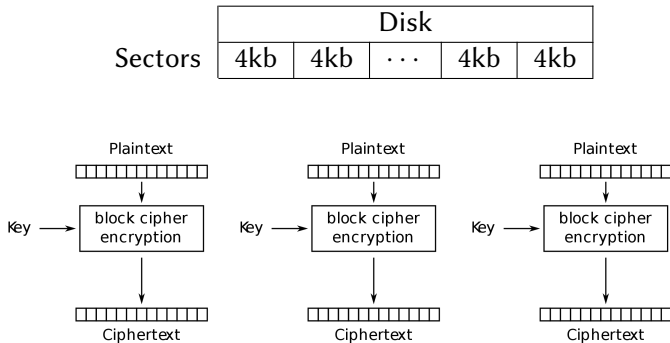 Disk
Sectors 4kb 4kb ... 4kb 4kb
Plaintext Plaintext Plaintext
Key block cipher encryption Key block cipher encryption Key block cipher encryption
Ciphertext Ciphertext Ciphertext